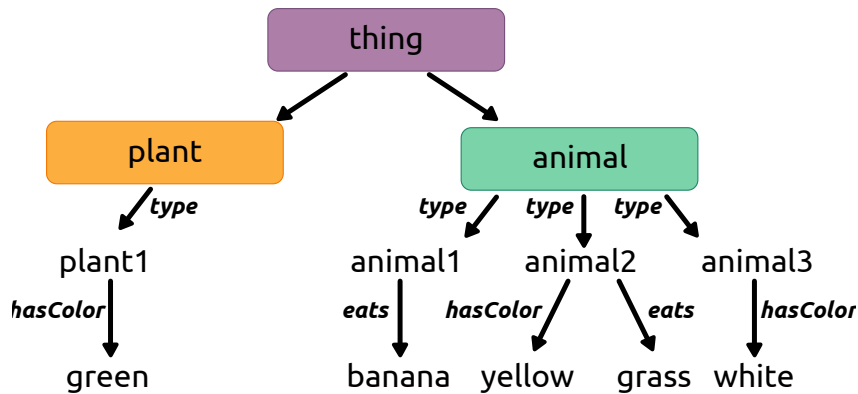 thing
plant
animal
type
type
type
type
plant1
animal1
animal2
animal3
hasColor
eats
hasColor
eats
hasColor
green
banana
yellow
grass
white